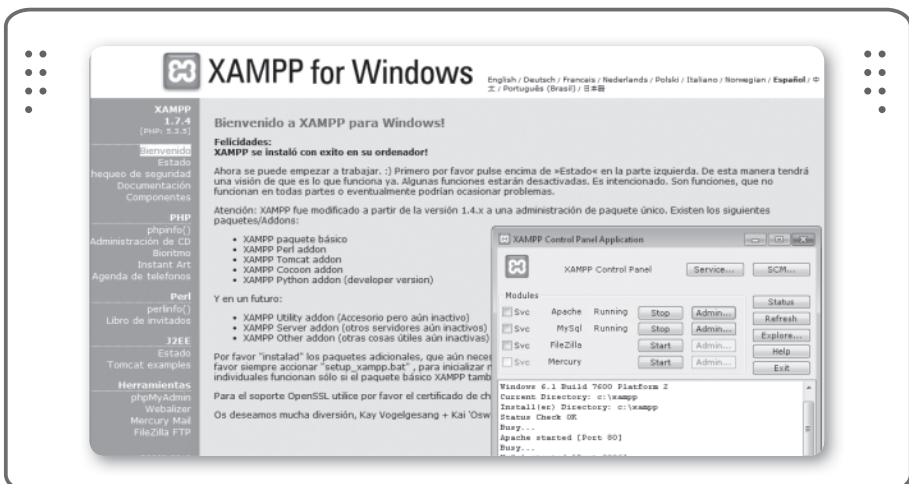 XAMPP for Windows
English / Deutsch / Francais / Nederlands / Polski / Italiano / Norwegian / Español / 中
文 / Português (Brasil) / 日本語
XAMPP
1.7.4
[PHP: 5.3.5]
Bienvenido
Estado
hequeo de seguridad
Documentación
Componentes
PHP
phpinfo()
Administración de CD
Bioritmo
Instant Art
Agenda de telefonos
Perl
perlinfo()
Libro de invitados
J2EE
Estado
Tomcat examples
Herramientas
phpMyAdmin
Webalizer
Mercury Mail
FileZilla FTP
Bienvenido a XAMPP para Windows!
Felicidades:
XAMPP se instaló con exito en su ordenador!
Ahora se puede empezar a trabajar. :) Primero por favor pulse encima de »Estado« en la parte izquierda. De esta manera tendrá
una visión de que es lo que funciona ya. Algunas funciones estarán desactivadas. Es intencionado. Son funciones, que no
funcionan en todas partes o eventualmente podrían ocasionar problemas.
Atención: XAMPP fue modificado a partir de la versión 1.4.x a una administración de paquete único. Existen los siguientes
paquetes/Addons:
• XAMPP paquete básico
• XAMPP Perl addon
• XAMPP Tomcat addon
• XAMPP Cocoon addon
• XAMPP Python addon (developer version)
Y en un futuro:
• XAMPP Utility addon (Accesorio pero aún inactivo)
• XAMPP Server addon (otros servidores aún inactivos)
• XAMPP Other addon (otras cosas útiles aún inactivas)
Por favor "instalad" los paquetes adicionales, que aún neces
favor siempre accionar "setup_xampp.bat" , para inicializar n
individuales funcionan sólo si el paquete básico XAMPP tamb
Para el soporte OpenSSL utilice por favor el certificado de ch
Os deseamos mucha diversión, Kay Vogelgesang + Kai 'Osw
XAMPP Control Panel Application
XAMPP Control Panel
Service...
SCM...
Modules
Svc Apache Running Stop Admin...
Svc MySql Running Stop Admin...
Svc FileZilla Start Admin...
Svc Mercury Start Admin...
Status
Refresh
Explore...
Help
Exit
Windows 6.1 Build 7600 Platform 2
Current Directory: c:\xampp
Install(er) Directory: c:\xampp
Status Check OK
Busy...
Apache started [Port 80]
Busy...